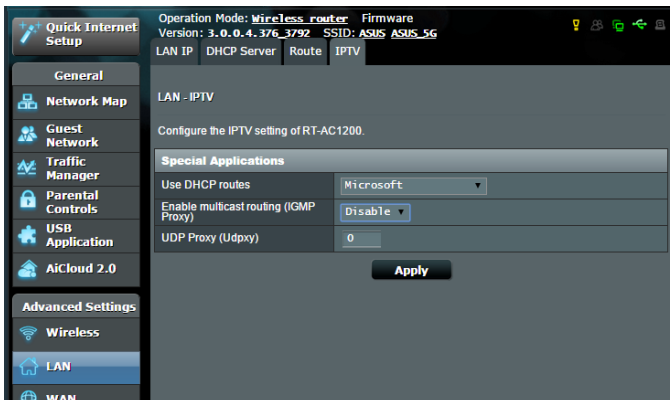 Quick Internet
Setup
Operation Mode: Wireless router Firmware
Version: 3.0.0.4.376_3792 SSID: ASUS ASUS_5G
LAN IP DHCP Server Route IPTV
General
Network Map
Guest
Network
Traffic
Manager
Parental
Controls
USB
Application
AiCloud 2.0
Advanced Settings
Wireless
LAN
WAN
LAN - IPTV
Configure the IPTV setting of RT-AC1200.
Special Applications
Use DHCP routes Microsoft
Enable multicast routing (IGMP
Proxy) Disable
UDP Proxy (Udpxy) 0
Apply